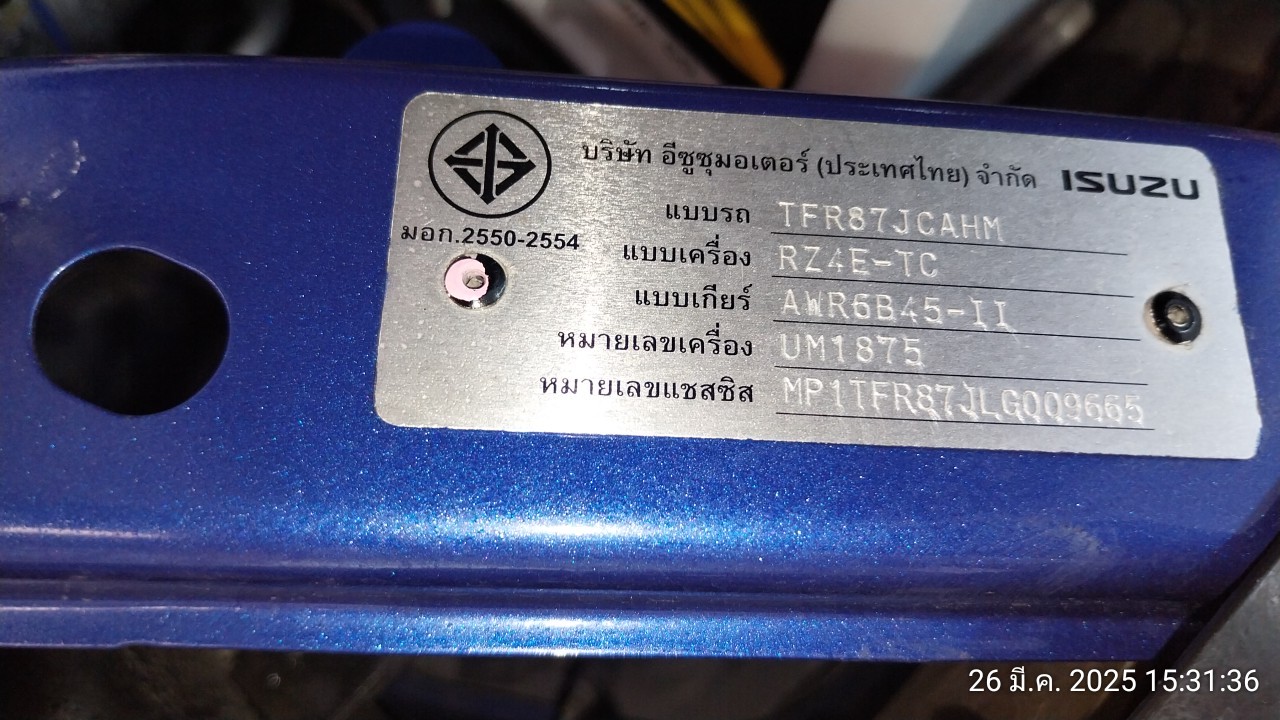 บริษัท อีซูซุมอเตอร์ (ประเทศไทย) จำกัด ISUZU
มอก.2550-2554
แบบรถ TFR87JCAHM
แบบเครื่อง RZ4E-TC
แบบเกียร์ AWR6B45-II
หมายเลขเครื่อง UM1875
หมายเลขแชสซิส MP1TFR87JLG009665
26 มี.ค. 2025 15:31:36